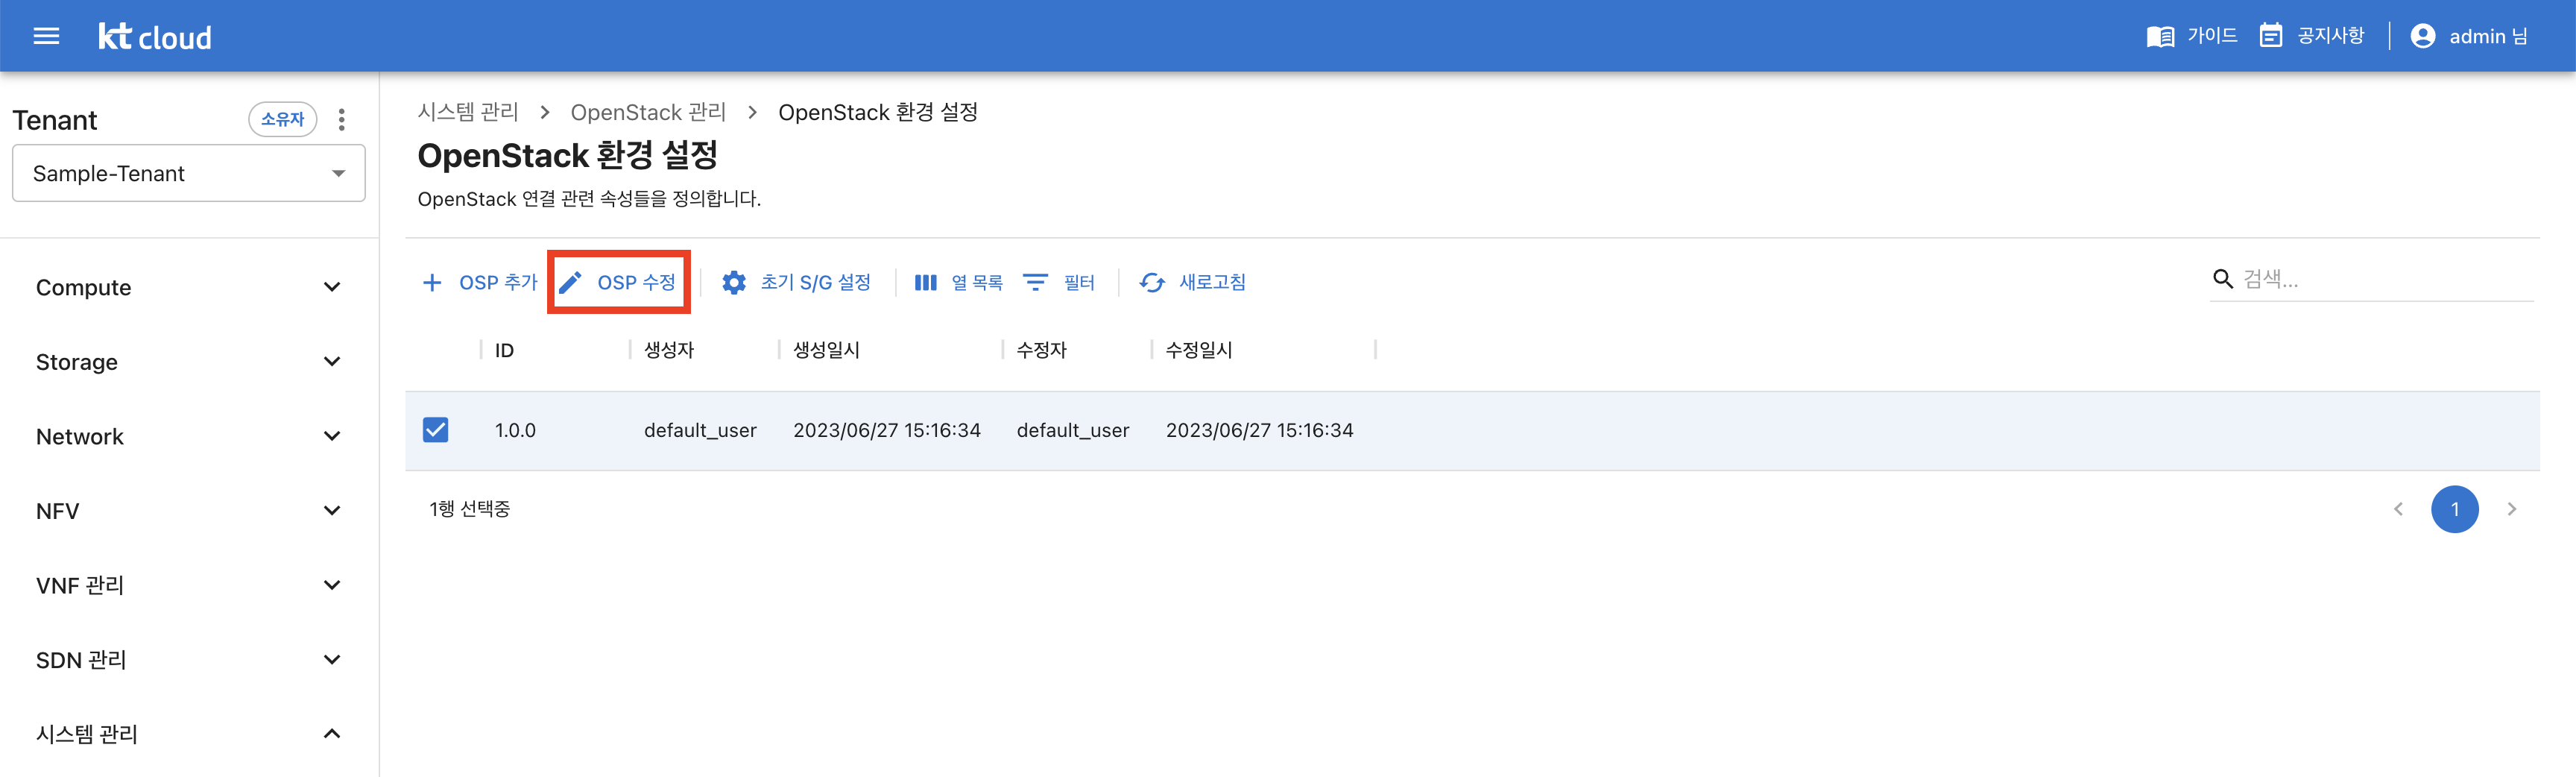 kt cloud
가이드 공지사항 admin 님
Tenant 소유자
Sample-Tenant
Compute
Storage
Network
NFV
VNF 관리
SDN 관리
시스템 관리
시스템 관리 > OpenStack 관리 > OpenStack 환경 설정
OpenStack 환경 설정
OpenStack 연결 관련 속성들을 정의합니다.
OSP 추가 OSP 수정 초기 S/G 설정 열 목록 필터 새로고침 검색...
ID 생성자 생성일시 수정자 수정일시
1.0.0 default_user 2023/06/27 15:16:34 default_user 2023/06/27 15:16:34
1행 선택중 1